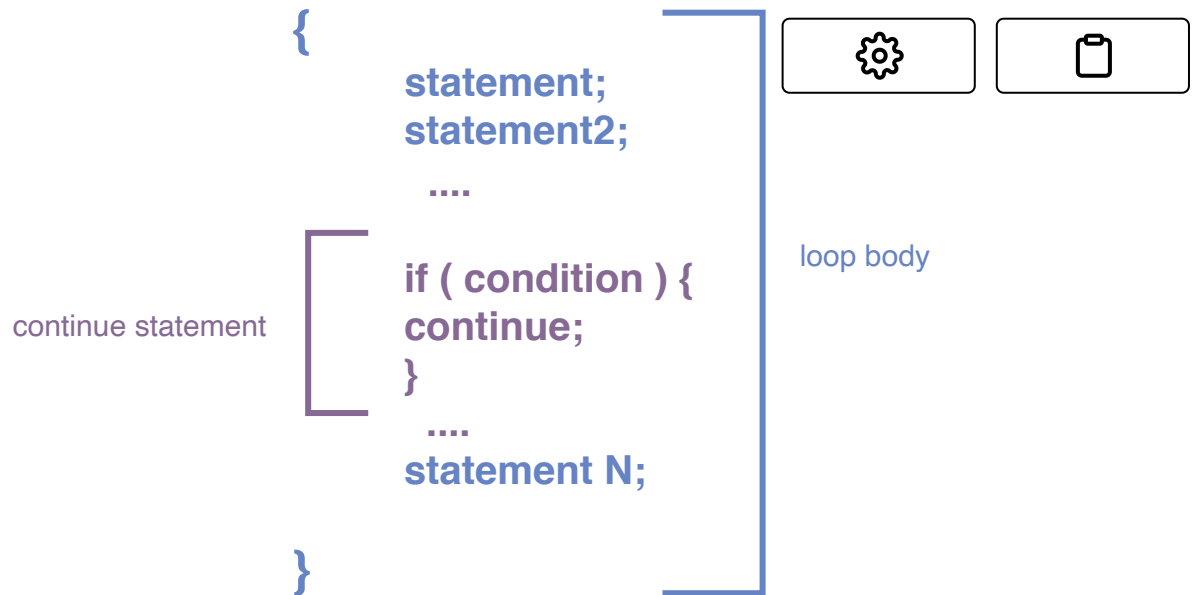 {
statement;
statement2;
....
loop body
if ( condition ) {
continue statement
continue;
}
....
statement N;
}